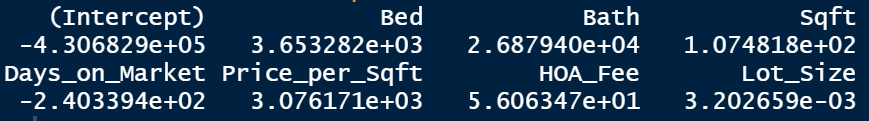 (Intercept) Bed Bath Sqft
-4.306829e+05 3.653282e+03 2.687940e+04 1.074818e+02
Days_on_Market Price_per_Sqft HOA_Fee Lot_Size
-2.403394e+02 3.076171e+03 5.606347e+01 3.202659e-03